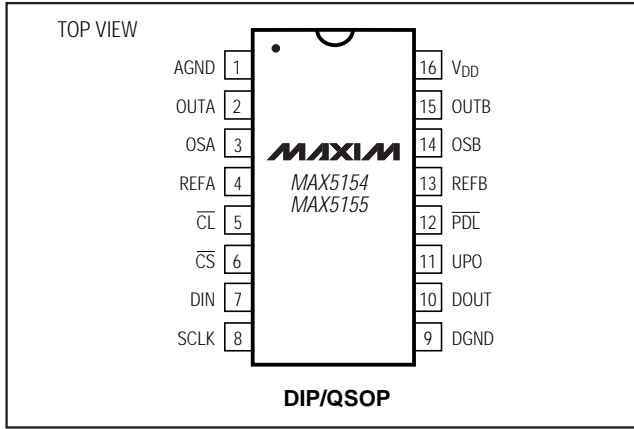 TOP VIEW
AGND 1 16 VDD
OUTA 2 15 OUTB
OSA 3 14 OSB
MAXIM
REFA 4 13 REFB
MAX5154
MAX5155
CL 5 12 PDL
CS 6 11 UPO
DIN 7 10 DOUT
SCLK 8 9 DGND
DIP/QSOP